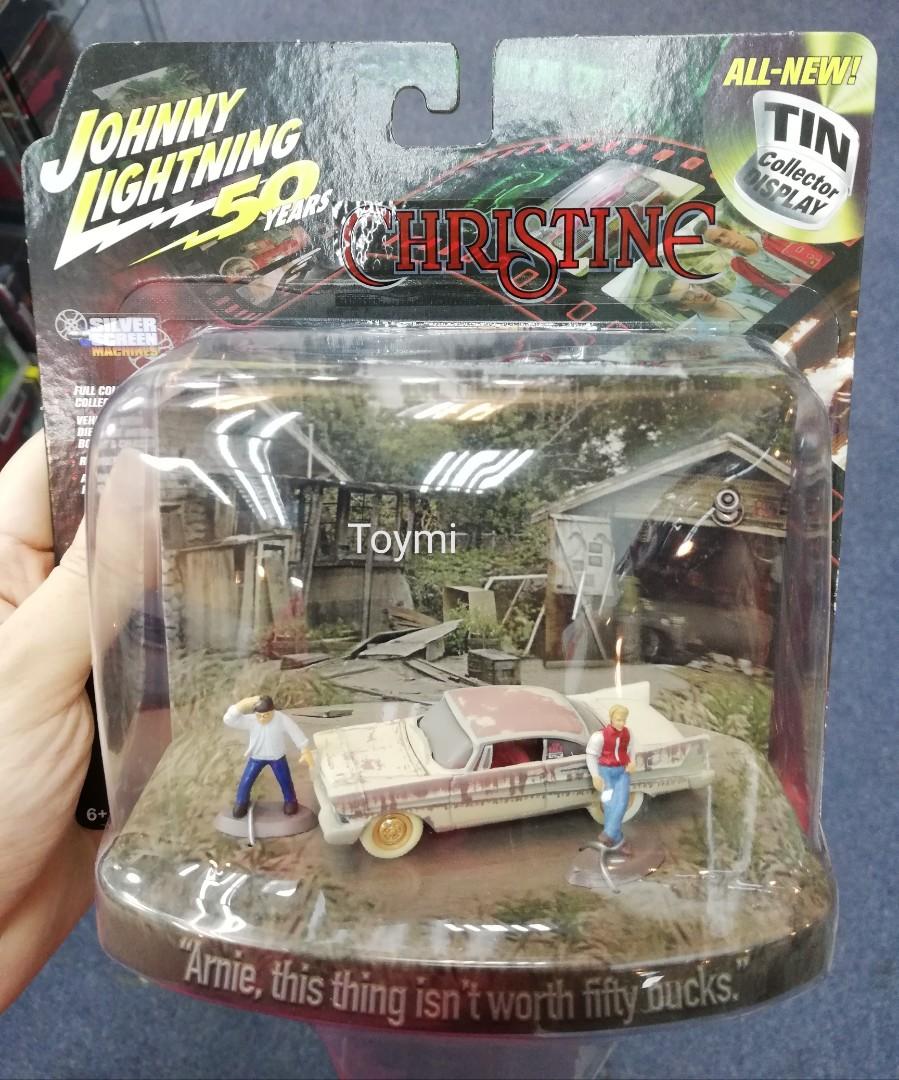 ALL-NEW!
TIN
Collector
DISPLAY
JOHNNY
LIGHTNING
50
YEARS
CHRISTINE
SILVER
SCREEN
MACHINES
FULL
Toymi
6+
"Arnie, this thing isn't worth fifty bucks."